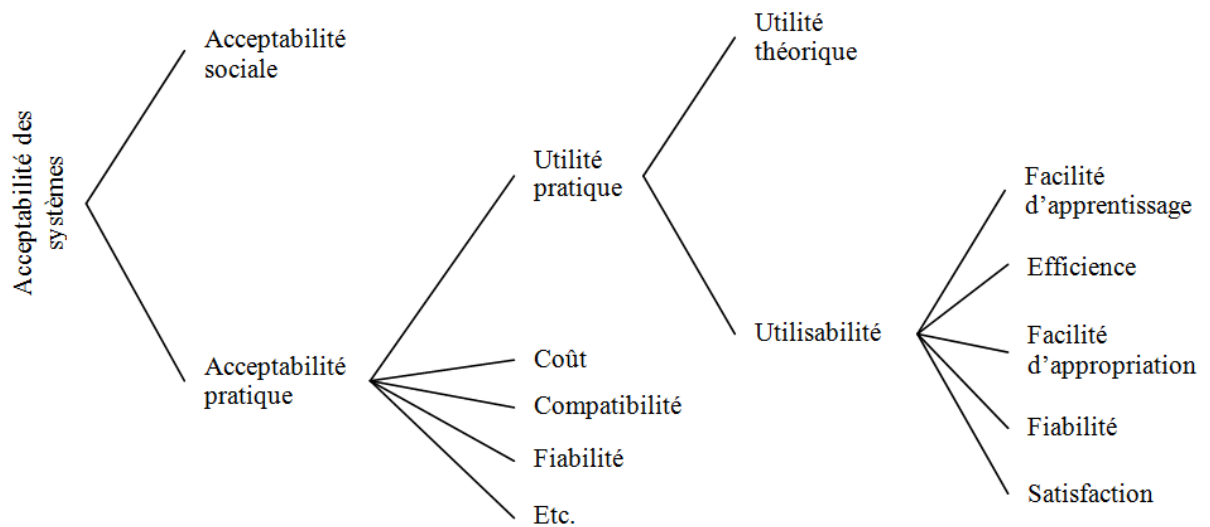 Acceptabilité des
systèmes
Acceptabilité
sociale
Acceptabilité
pratique
Utilité
pratique
Coût
Compatibilité
Fiabilité
Etc.
Utilité
théorique
Utilisabilité
Facilité
d’apprentissage
Efficience
Facilité
d’appropriation
Fiabilité
Satisfaction